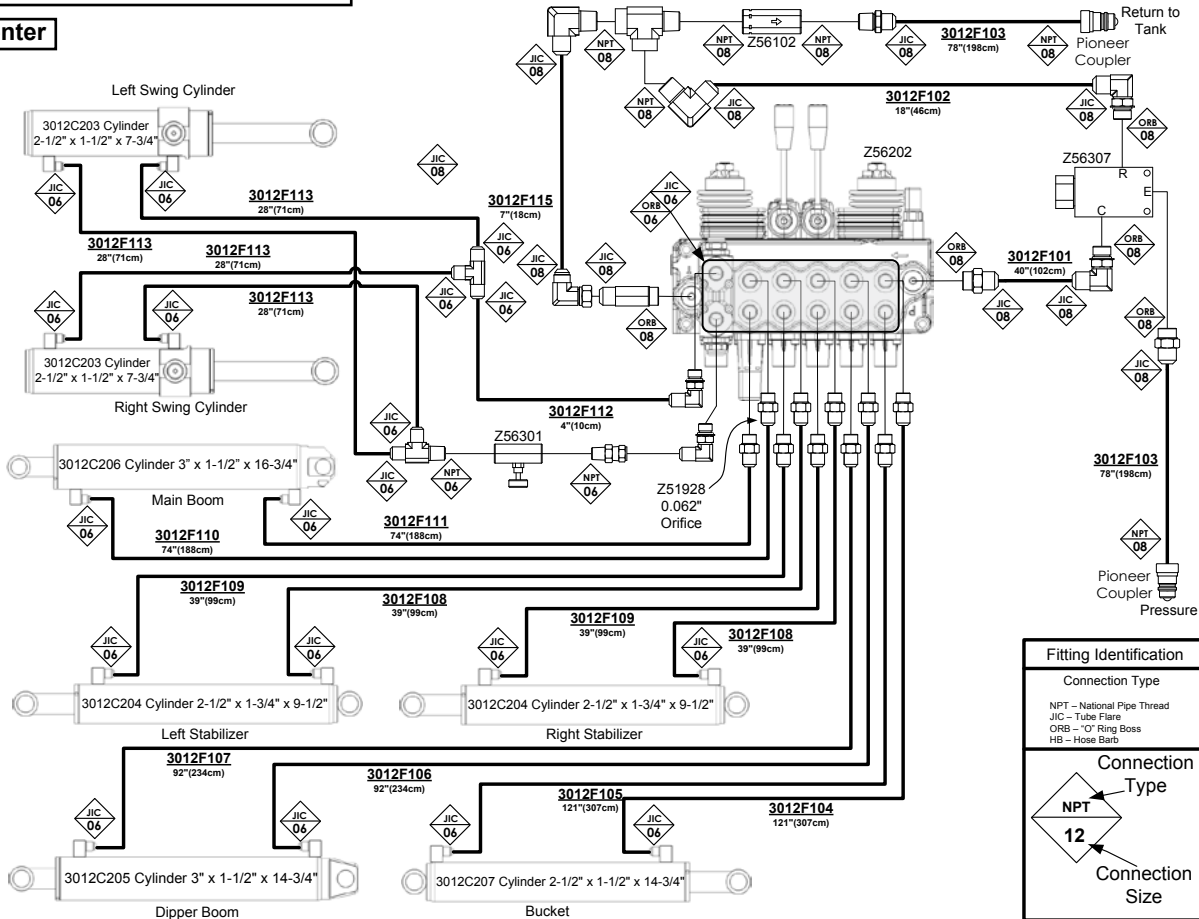 nter
Return to
Tank
Pioneer
Coupler
3012F103
78"(198cm)
Z56102
JIC
08
NPT
08
NPT
08
NPT
08
JIC
08
NPT
08
NPT
08
JIC
08
3012F102
18"(46cm)
JIC
08
ORB
08
Left Swing Cylinder
3012C203 Cylinder
2-1/2" x 1-1/2" x 7-3/4"
JIC
06
JIC
06
3012F113
28"(71cm)
JIC
08
3012F115
7"(18cm)
ORB
06
JIC
06
Z56202
Z56307
R
E
C
3012F113
28"(71cm)
3012F113
28"(71cm)
JIC
06
JIC
06
JIC
06
JIC
08
JIC
08
ORB
08
ORB
08
3012F101
40"(102cm)
JIC
08
JIC
08
ORB
08
ORB
08
JIC
08
JIC
06
JIC
06
3012F113
28"(71cm)
3012C203 Cylinder
2-1/2" x 1-1/2" x 7-3/4"
Right Swing Cylinder
3012F112
4"(10cm)
JIC
06
JIC
06
NPT
06
Z56301
NPT
06
3012C206 Cylinder 3” x 1-1/2” x 16-3/4"
Main Boom
JIC
06
JIC
06
3012F110
74"(188cm)
3012F111
74"(188cm)
Z51928
0.062"
Orifice
3012F103
78"(198cm)
NPT
08
Pioneer
Coupler
Pressure
3012F109
39"(99cm)
3012F108
39"(99cm)
3012F109
39"(99cm)
3012F108
39"(99cm)
JIC
06
JIC
06
JIC
06
JIC
06
3012C204 Cylinder 2-1/2" x 1-3/4" x 9-1/2"
Left Stabilizer
3012C204 Cylinder 2-1/2" x 1-3/4" x 9-1/2"
Right Stabilizer
3012F107
92"(234cm)
3012F106
92"(234cm)
3012F105
121"(307cm)
3012F104
121"(307cm)
JIC
06
JIC
06
JIC
06
JIC
06
3012C205 Cylinder 3" x 1-1/2" x 14-3/4"
Dipper Boom
3012C207 Cylinder 2-1/2" x 1-1/2" x 14-3/4"
Bucket
Fitting Identification
Connection Type
NPT – National Pipe Thread
JIC – Tube Flare
ORB – "O" Ring Boss
HB – Hose Barb
Connection
Type
NPT
12
Connection
Size